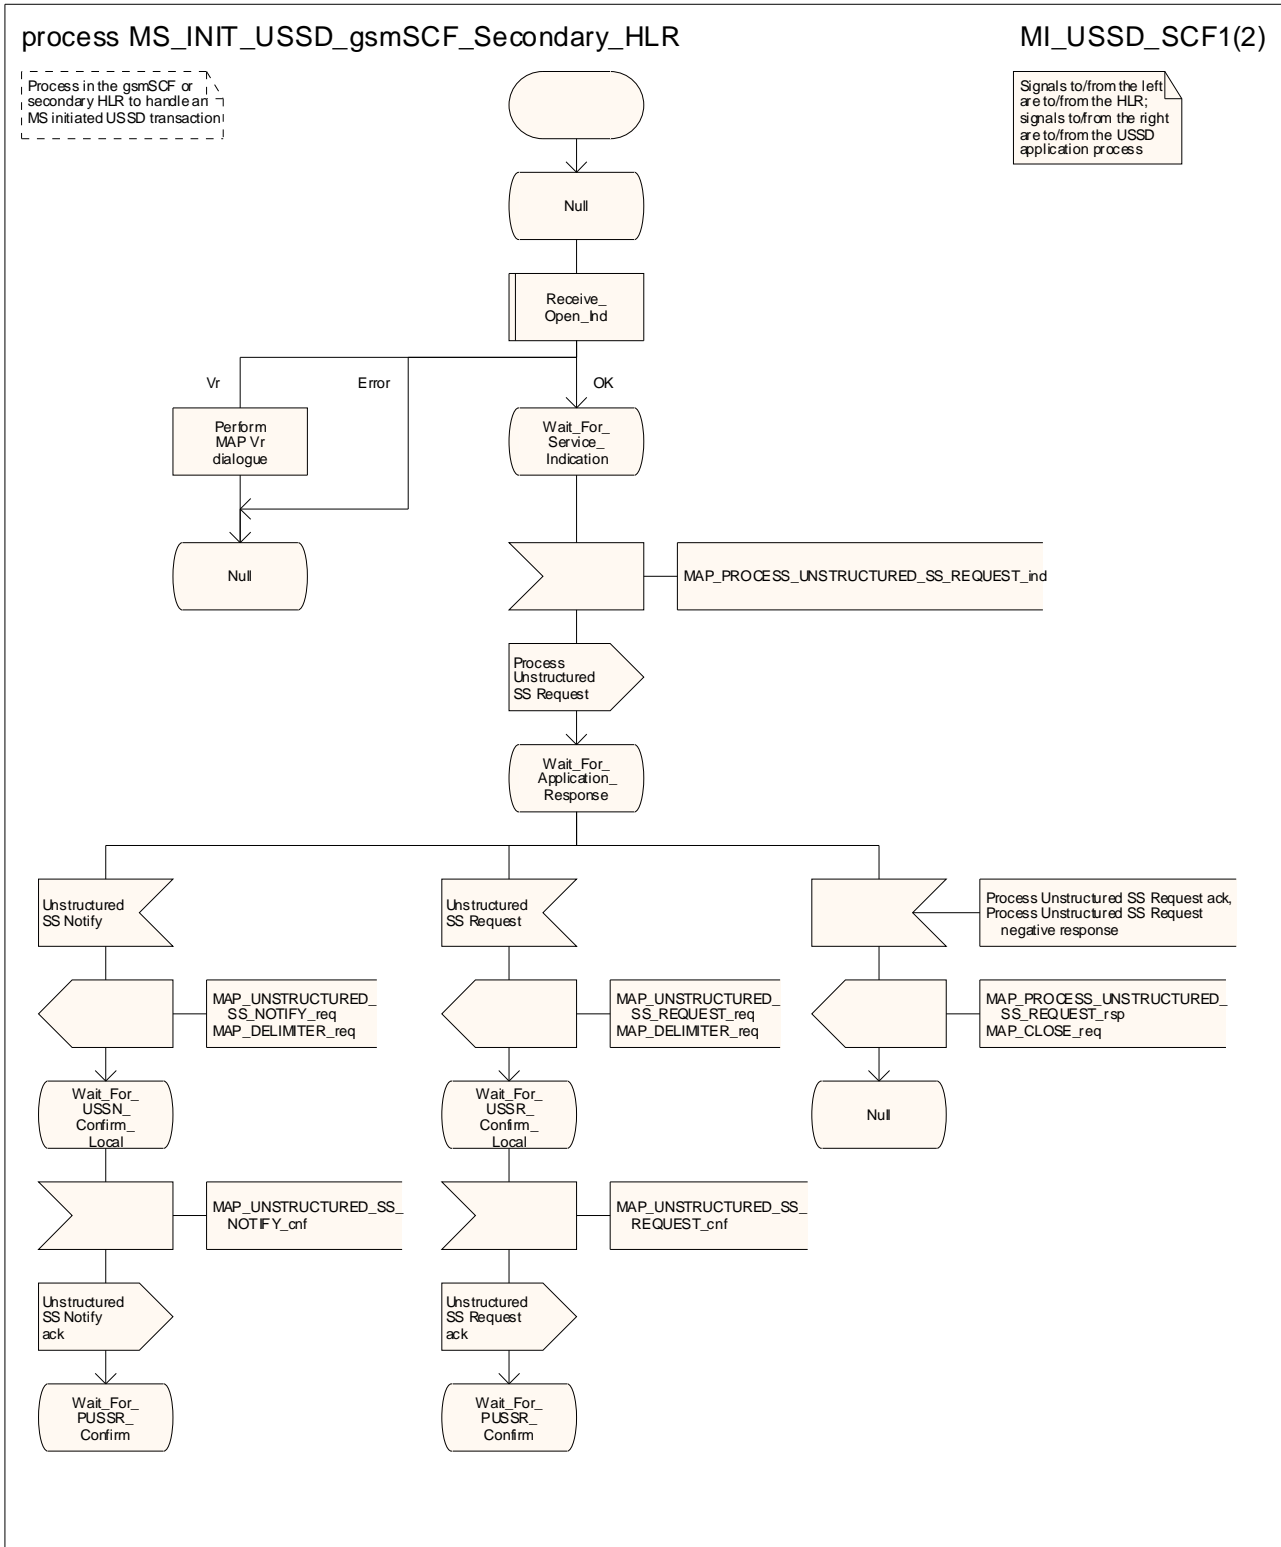 process MS_INIT_USSD_gsmSCF_Secondary_HLR
MI_USSD_SCF1(2)
Process in the gsmSCF or
secondary HLR to handle an
MS initiated USSD transaction
Signals to/from the left
are to/from the HLR;
signals to/from the right
are to/from the USSD
application process
Null
Receive_
Open_Ind
Vr
Error
OK
Perform
MAP Vr
dialogue
Wait_For_
Service_
Indication
Null
MAP_PROCESS_UNSTRUCTURED_SS_REQUEST_ind
Process
Unstructured
SS Request
Wait_For_
Application_
Response
Unstructured
SS Notify
Unstructured
SS Request
Process Unstructured SS Request ack,
Process Unstructured SS Request
negative response
MAP_UNSTRUCTURED_
SS_NOTIFY_req
MAP_DELIMITER_req
MAP_UNSTRUCTURED_
SS_REQUEST_req
MAP_DELIMITER_req
MAP_PROCESS_UNSTRUCTURED_
SS_REQUEST_rsp
MAP_CLOSE_req
Wait_For_
USSN_
Confirm_
Local
Wait_For_
USSR_
Confirm_
Local
Null
MAP_UNSTRUCTURED_SS_
NOTIFY_cnf
MAP_UNSTRUCTURED_SS_
REQUEST_cnf
Unstructured
SS Notify
ack
Unstructured
SS Request
ack
Wait_For_
PUSSR_
Confirm
Wait_For_
PUSSR_
Confirm